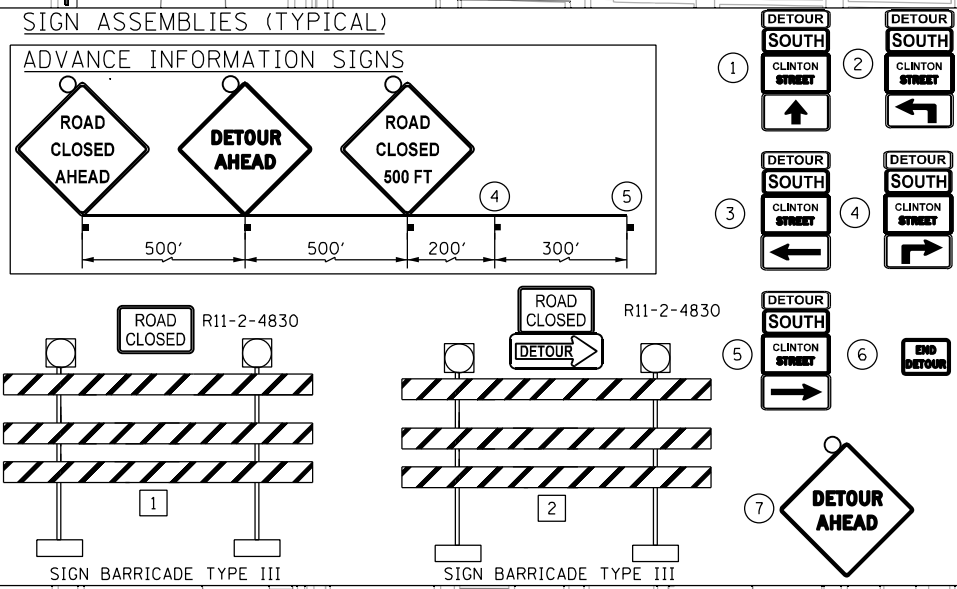 SIGN ASSEMBLIES (TYPICAL)
ADVANCE INFORMATION SIGNS
ROAD
CLOSED
AHEAD
DETOUR
AHEAD
ROAD
CLOSED
500 FT
4
5
500'
500'
200'
300'
1
DETOUR
SOUTH
CLINTON
STREET
2
DETOUR
SOUTH
CLINTON
STREET
3
DETOUR
SOUTH
CLINTON
STREET
4
DETOUR
SOUTH
CLINTON
STREET
5
DETOUR
SOUTH
CLINTON
STREET
6
END
DETOUR
7
DETOUR
AHEAD
ROAD
CLOSED
R11-2-4830
1
SIGN BARRICADE TYPE III
ROAD
CLOSED
R11-2-4830
DETOUR
2
SIGN BARRICADE TYPE III